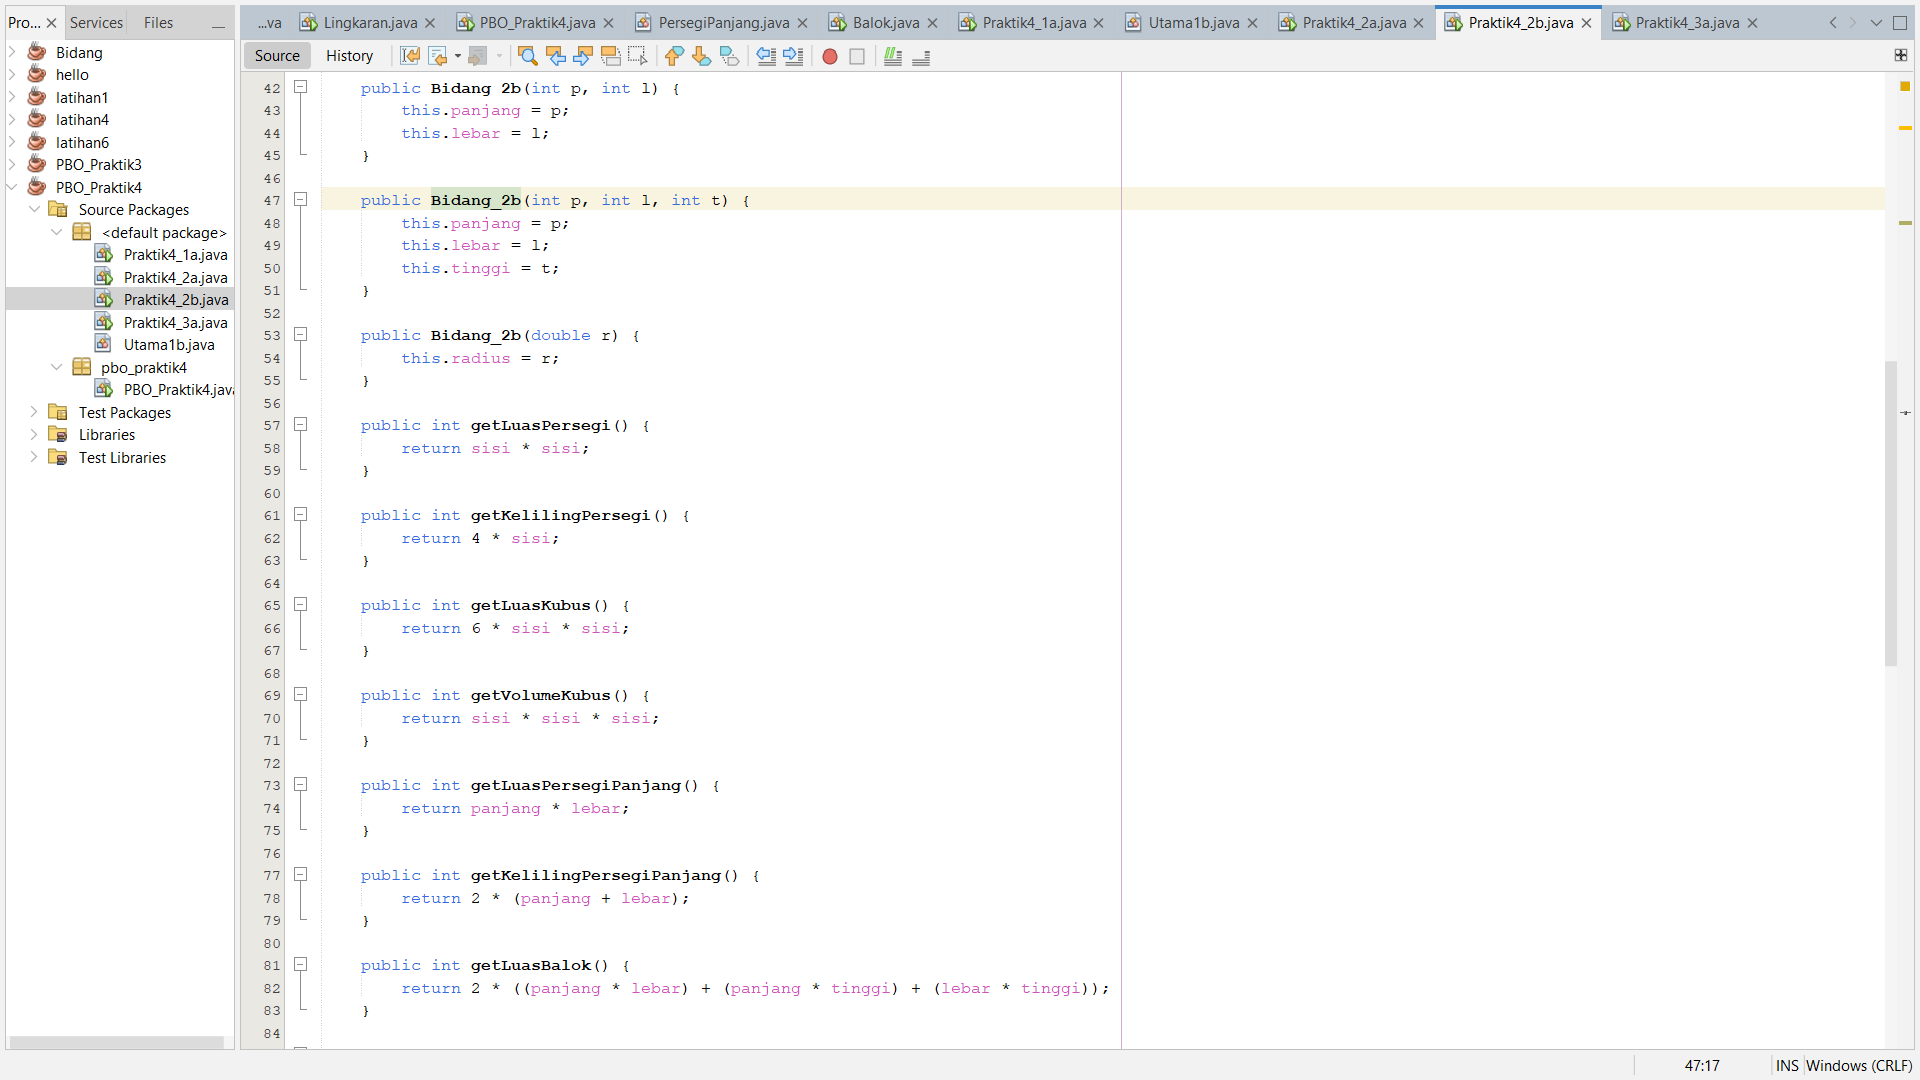 Pro...
Services
Files
...va
Lingkaran.java
PBO_Praktik4.java
PersegiPanjang.java
Balok.java
Praktik4_1a.java
Utama1b.java
Praktik4_2a.java
Praktik4_2b.java
Praktik4_3a.java
Source
History
Bidang
hello
latihan1
latihan4
latihan6
PBO_Praktik3
PBO_Praktik4
Source Packages
<default package>
Praktik4_1a.java
Praktik4_2a.java
Praktik4_2b.java
Praktik4_3a.java
Utama1b.java
pbo_praktik4
PBO_Praktik4.java
Test Packages
Libraries
Test Libraries
42 public Bidang 2b(int p, int l) {
43 this.panjang = p;
44 this.lebar = l;
45 }
46
47 public Bidang_2b(int p, int l, int t) {
48 this.panjang = p;
49 this.lebar = l;
50 this.tinggi = t;
51 }
52
53 public Bidang_2b(double r) {
54 this.radius = r;
55 }
56
57 public int getLuasPersegi() {
58 return sisi * sisi;
59 }
60
61 public int getKelilingPersegi() {
62 return 4 * sisi;
63 }
64
65 public int getLuasKubus() {
66 return 6 * sisi * sisi;
67 }
68
69 public int getVolumeKubus() {
70 return sisi * sisi * sisi;
71 }
72
73 public int getLuasPersegiPanjang() {
74 return panjang * lebar;
75 }
76
77 public int getKelilingPersegiPanjang() {
78 return 2 * (panjang + lebar);
79 }
80
81 public int getLuasBalok() {
82 return 2 * ((panjang * lebar) + (panjang * tinggi) + (lebar * tinggi));
83 }
84
47:17
INS
Windows (CRLF)